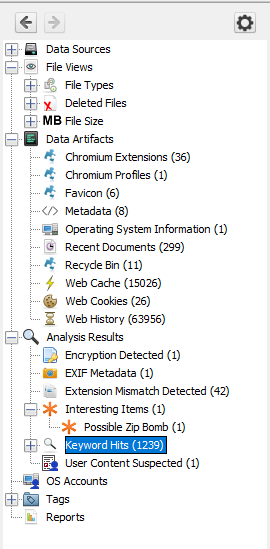 Data Sources
File Views
File Types
Deleted Files
MB File Size
Data Artifacts
Chromium Extensions (36)
Chromium Profiles (1)
Favicon (6)
Metadata (8)
Operating System Information (1)
Recent Documents (299)
Recycle Bin (11)
Web Cache (15026)
Web Cookies (26)
Web History (63956)
Analysis Results
Encryption Detected (1)
EXIF Metadata (1)
Extension Mismatch Detected (42)
Interesting Items (1)
Possible Zip Bomb (1)
Keyword Hits (1239)
User Content Suspected (1)
OS Accounts
Tags
Reports